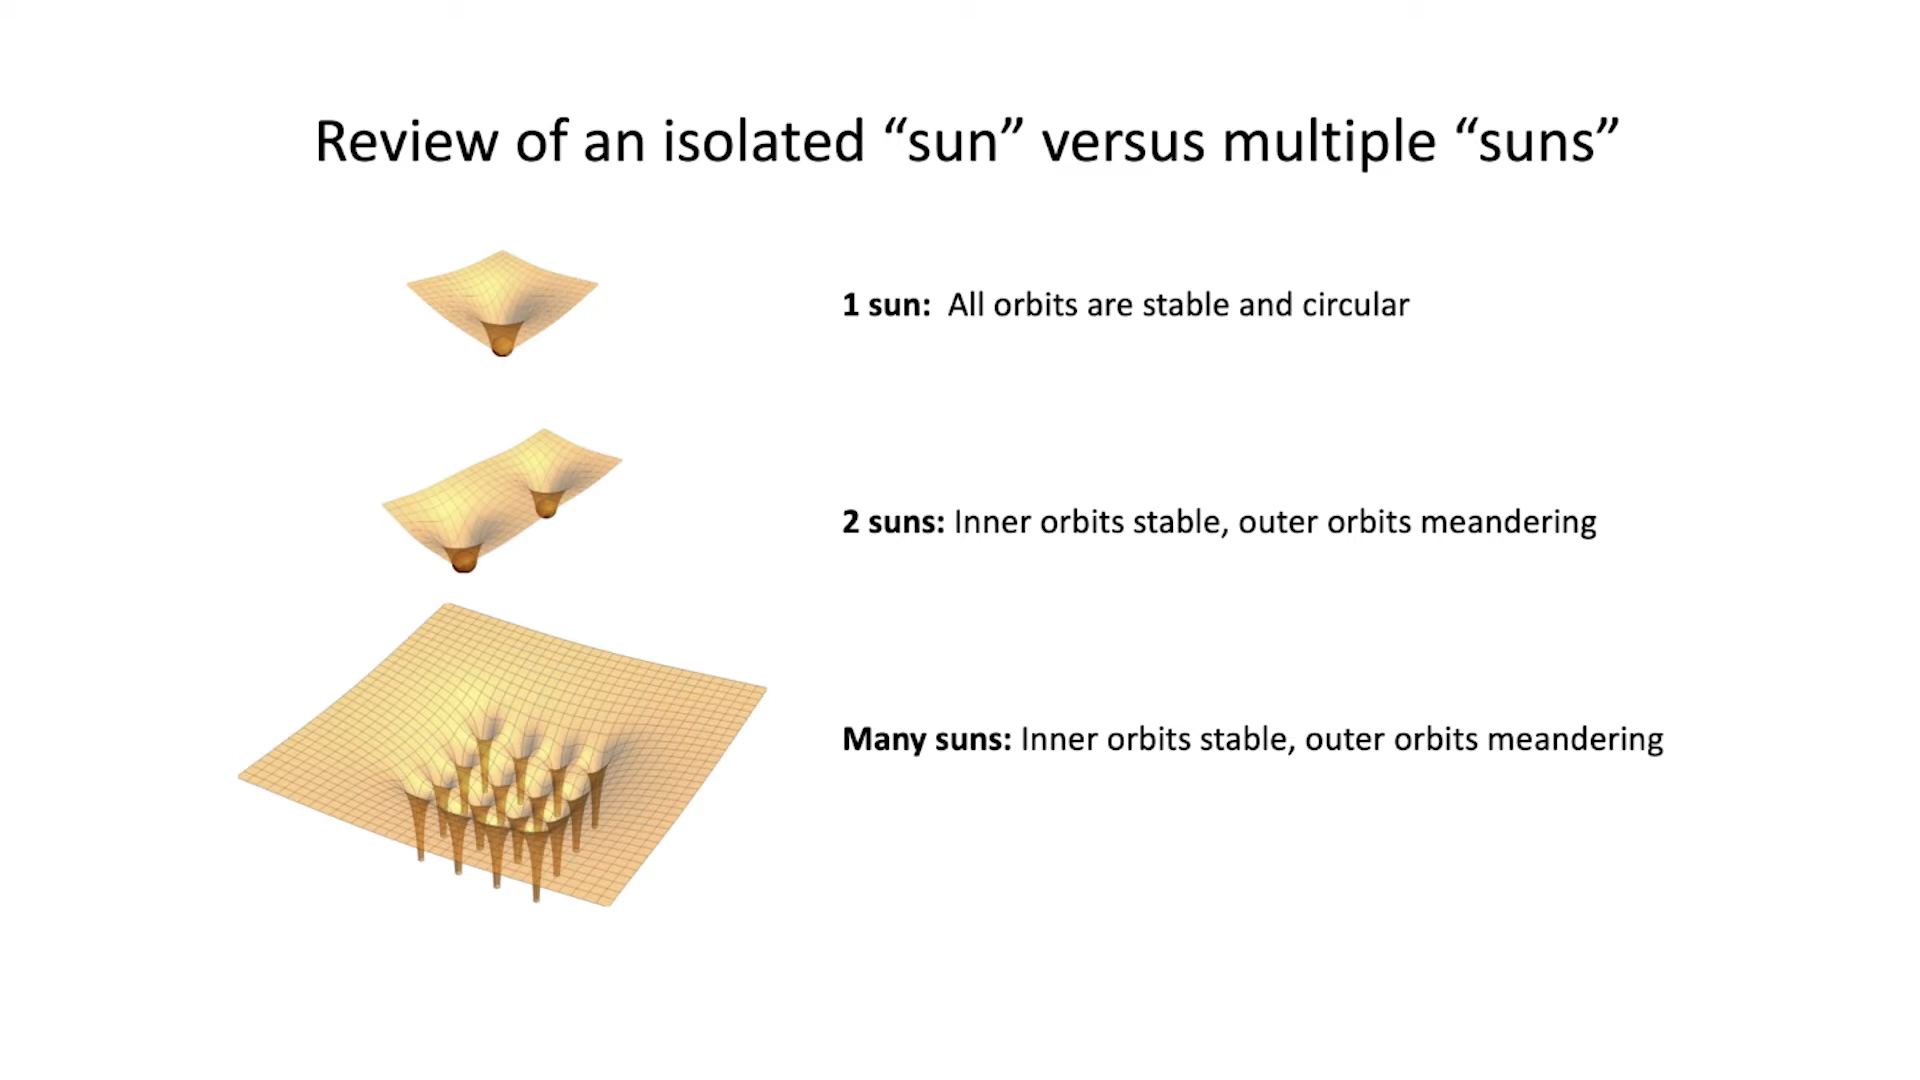 Review of an isolated “sun” versus multiple “suns”
1 sun: All orbits are stable and circular
2 suns: Inner orbits stable, outer orbits meandering
Many suns: Inner orbits stable, outer orbits meandering